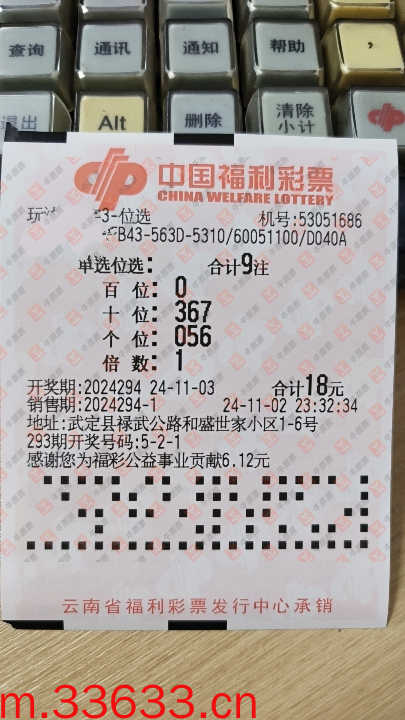 查询 通讯 通知 帮助 ，
退出 Alt 删除 清除
小计
中国福利彩票
CHINA WELFARE LOTTERY
3-位选 机号:53051686
B43-563D-5310/60051100/D040A
单选位选: 合计9注
百 位: 0
十 位: 367
个 位: 056
倍 数: 1
开奖期:2024294 24-11-03 合计18元
销售期:2024294-1 24-11-02 23:32:34
地址:武定县禄武公路和盛世家小区1-6号
293期开奖号码:5-2-1
感谢您为福彩公益事业贡献6.12元
云南省福利彩票发行中心承销
m.33633.cn